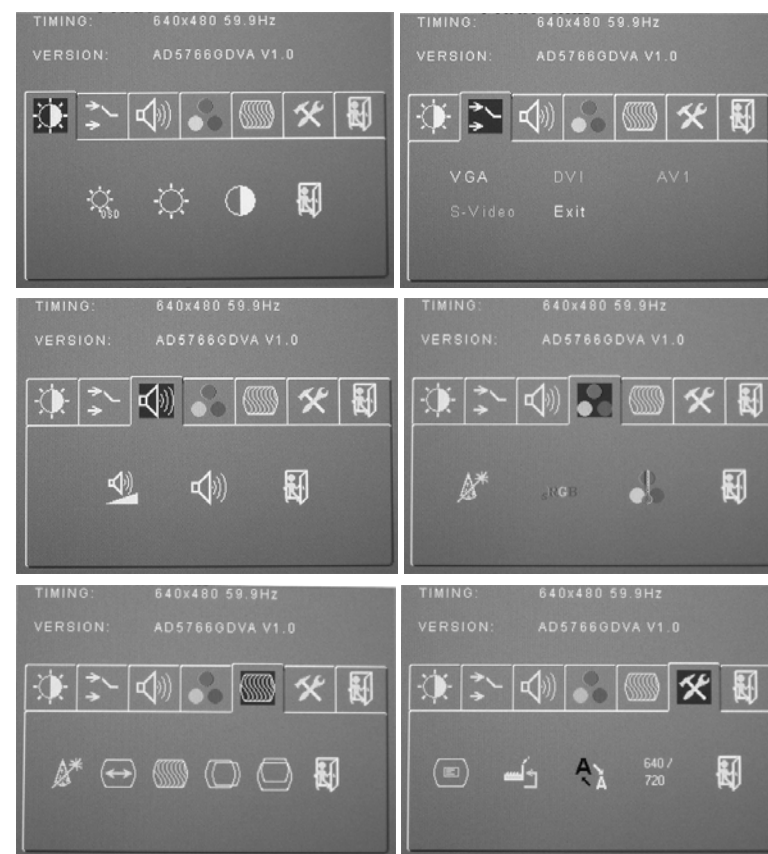 TIMING: 640x480 59.9Hz
VERSION: AD5766GDVA V1.0
OSD
TIMING: 640x480 59.9Hz
VERSION: AD5766GDVA V1.0
VGA DVI AV1
S-Video Exit
TIMING: 640x480 59.9Hz
VERSION: AD5766GDVA V1.0
TIMING: 640x480 59.9Hz
VERSION: AD5766GDVA V1.0
sRGB
TIMING: 640x480 59.9Hz
VERSION: AD5766GDVA V1.0
TIMING: 640x480 59.9Hz
VERSION: AD5766GDVA V1.0
A A 640/
720